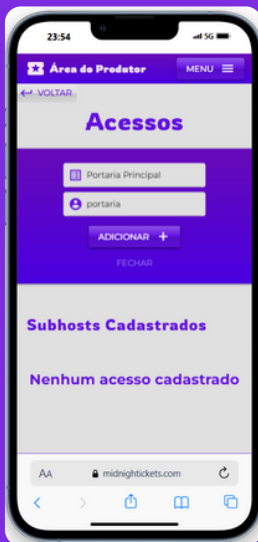 23:54
5G
Área do Produtor
MENU
VOLTAR
Acessos
Portaria Principal
portaria
ADICIONAR +
FECHAR
Subhosts Cadastrados
Nenhum acesso cadastrado
AA
midnightickets.com